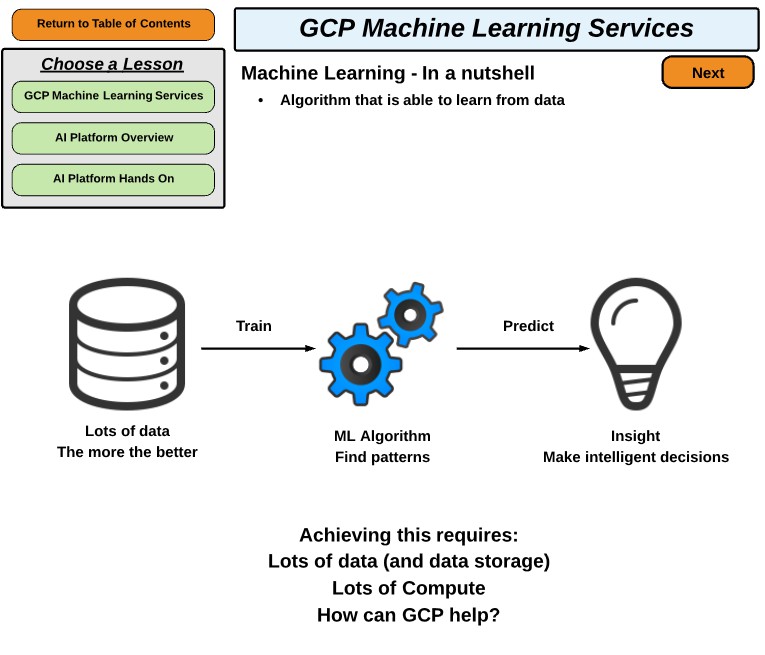 Return to Table of Contents
GCP Machine Learning Services
Choose a Lesson
GCP Machine Learning Services
AI Platform Overview
AI Platform Hands On
Machine Learning - In a nutshell
Next
• Algorithm that is able to learn from data
Train
Predict
Lots of data
The more the better
ML Algorithm
Find patterns
Insight
Make intelligent decisions
Achieving this requires:
Lots of data (and data storage)
Lots of Compute
How can GCP help?